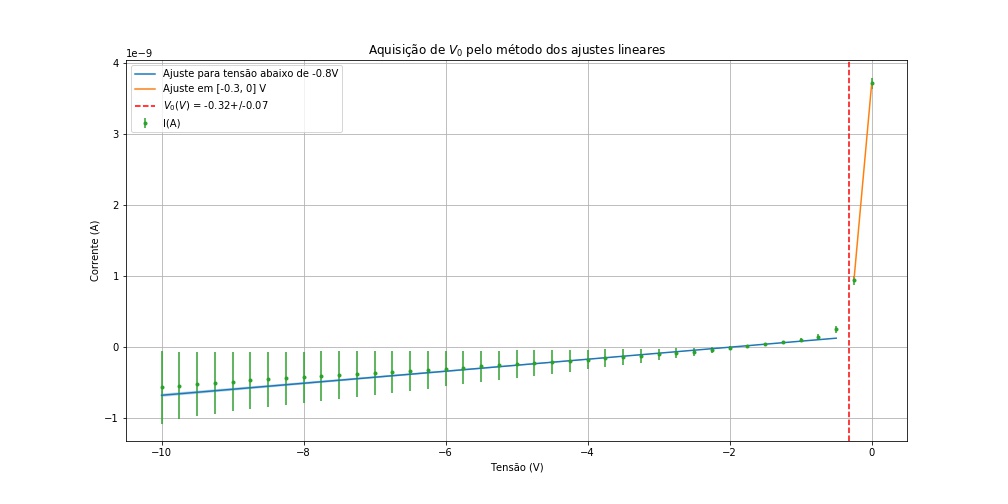 Aquisição de V₀ pelo método dos ajustes lineares
1e−9
Ajuste para tensão abaixo de -0.8V
Ajuste em [-0.3, 0] V
V₀(V) = -0.32+/-0.07
I(A)
Corrente (A)
4
3
2
1
0
−1
−10
−8
−6
−4
−2
0
Tensão (V)